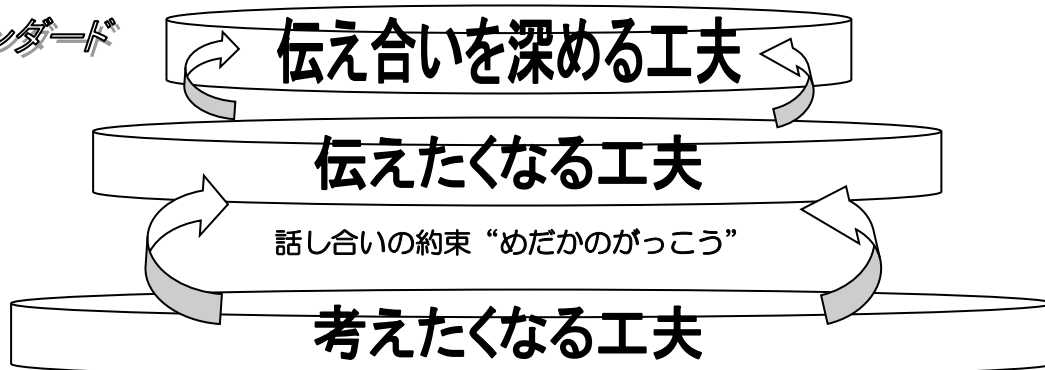 ンダード
伝え合いを深める工夫
伝えたくなる工夫
話し合いの約束“めだかのがっこう”
考えたくなる工夫